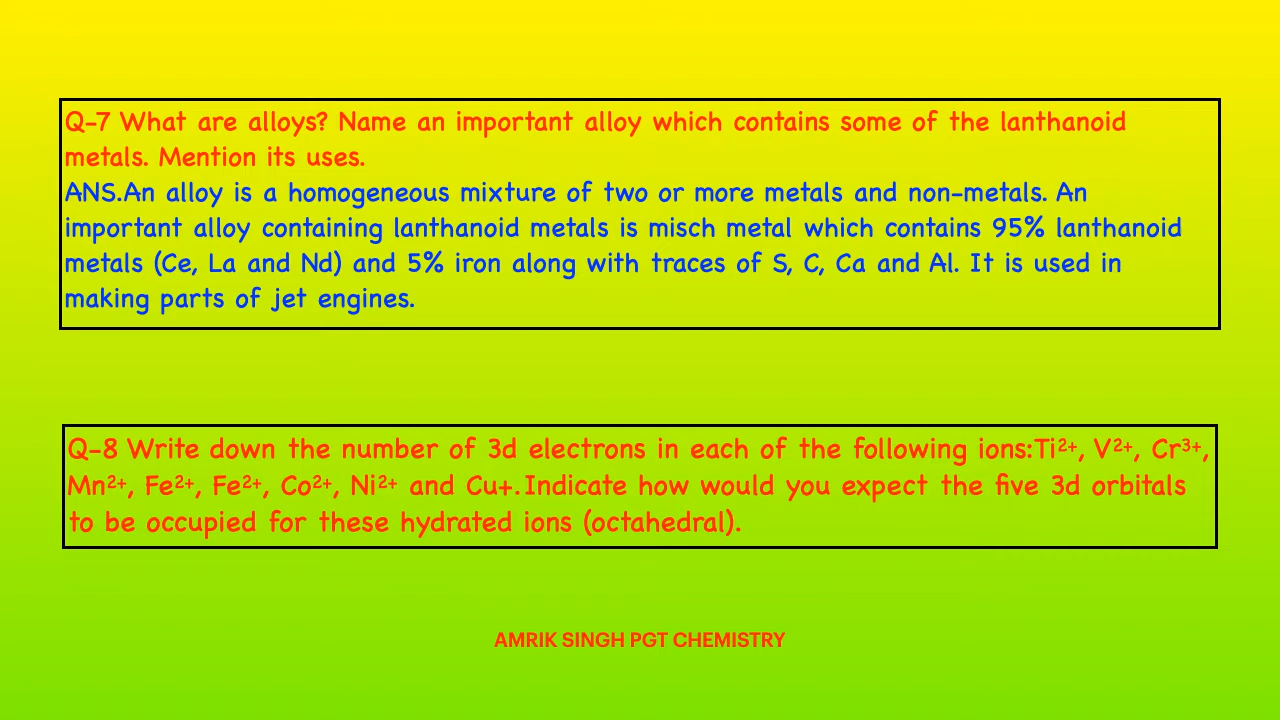 Q-7 What are alloys? Name an important alloy which contains some of the lanthanoid
metals. Mention its uses.
ANS.An alloy is a homogeneous mixture of two or more metals and non-metals. An
important alloy containing lanthanoid metals is misch metal which contains 95% lanthanoid
metals (Ce, La and Nd) and 5% iron along with traces of S, C, Ca and Al. It is used in
making parts of jet engines.
Q-8 Write down the number of 3d electrons in each of the following ions:Ti²⁺, V²⁺, Cr³⁺,
Mn²⁺, Fe²⁺, Fe²⁺, Co²⁺, Ni²⁺ and Cu+.Indicate how would you expect the five 3d orbitals
to be occupied for these hydrated ions (octahedral).
AMRIK SINGH PGT CHEMISTRY